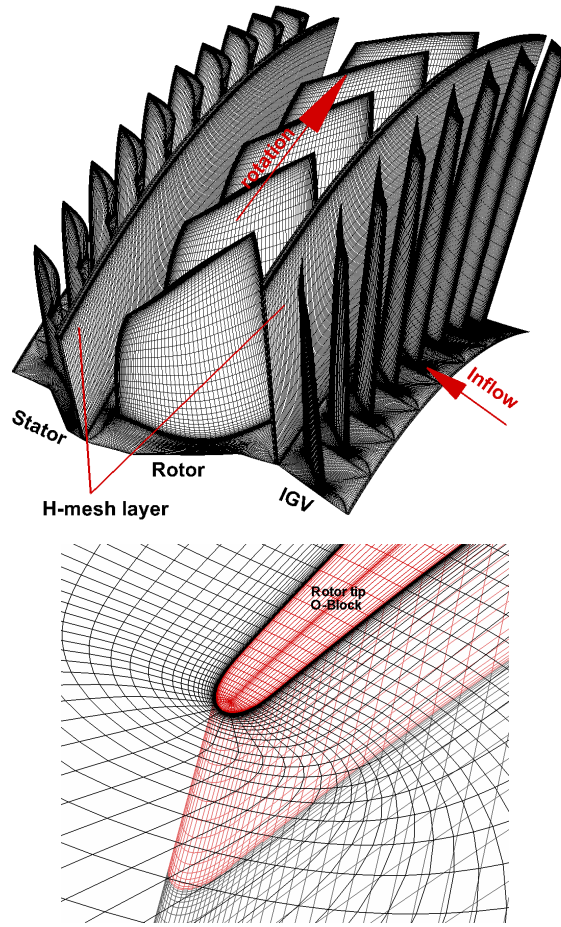 rotation
Inflow
Stator
Rotor
IGV
H-mesh layer
Rotor tip
O-Block